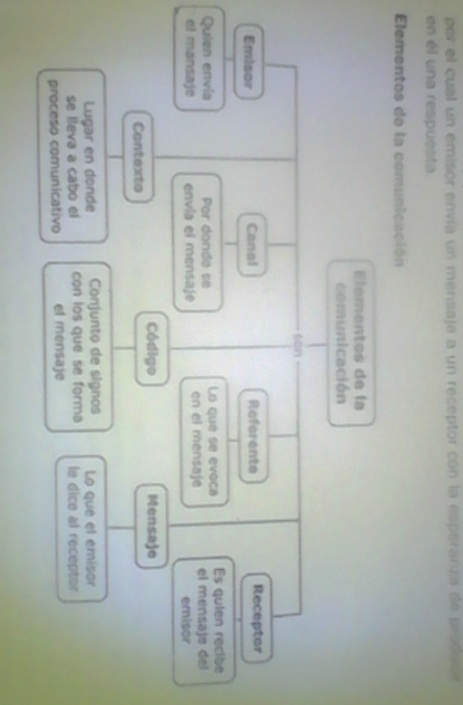 por el cual un emisor envía un mensaje a un receptor con la esperanza de producir
en él una respuesta.
Elementos de la comunicación
Elementos de la
comunicación
son
Emisor
Quien envía
el mensaje
Canal
Por donde se
envía el mensaje
Referente
Lo que se evoca
en el mensaje
Receptor
Es quien recibe
el mensaje del
emisor
Contexto
Lugar en donde
se lleva a cabo el
proceso comunicativo
Código
Conjunto de signos
con los que se forma
el mensaje
Mensaje
Lo que el emisor
le dice al receptor